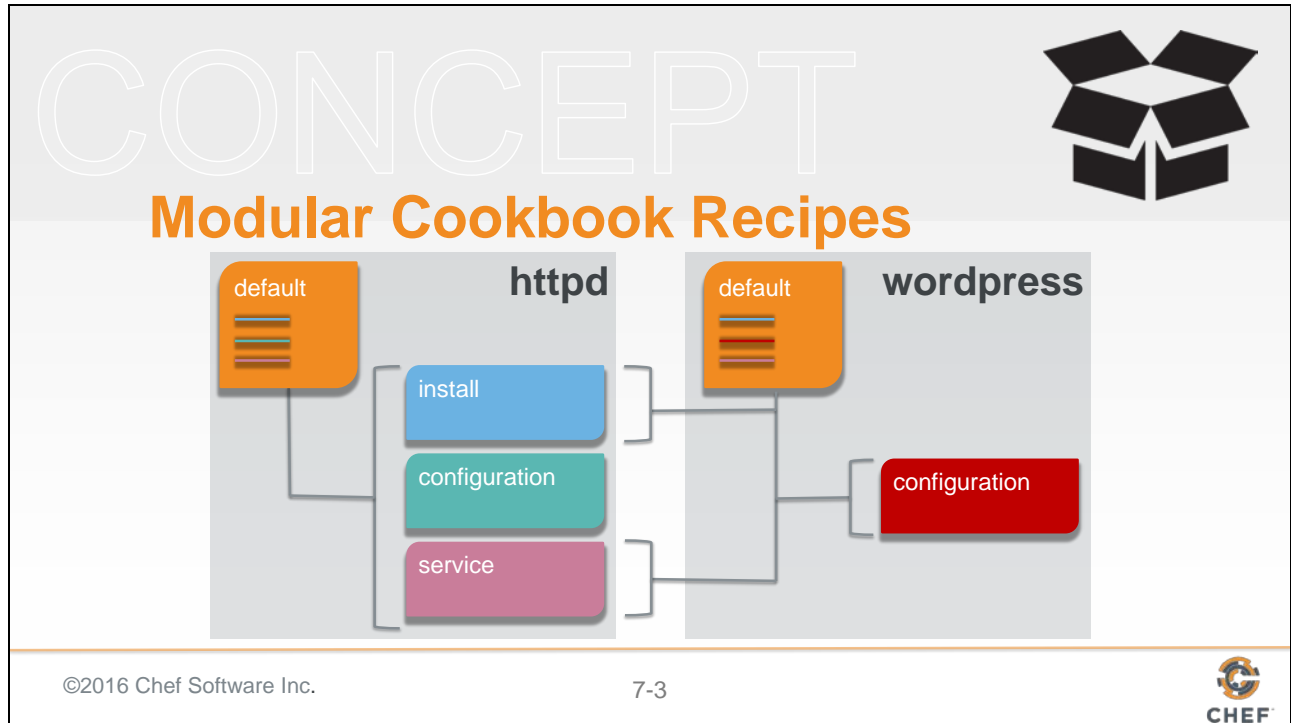 CONCEPT
Modular Cookbook Recipes
default
httpd
install
configuration
service
default
wordpress
configuration
©2016 Chef Software Inc.
7-3
CHEF